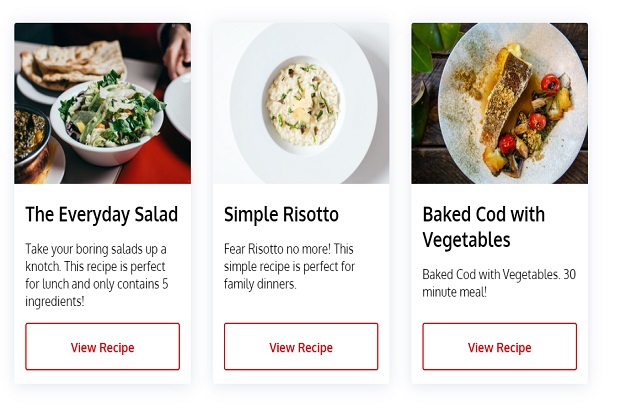 The Everyday Salad
Take your boring salads up a
knotch. This recipe is perfect
for lunch and only contains 5
ingredients!
View Recipe
Simple Risotto
Fear Risotto no more! This
simple recipe is perfect for
family dinners.
View Recipe
Baked Cod with
Vegetables
Baked Cod with Vegetables. 30
minute meal!
View Recipe